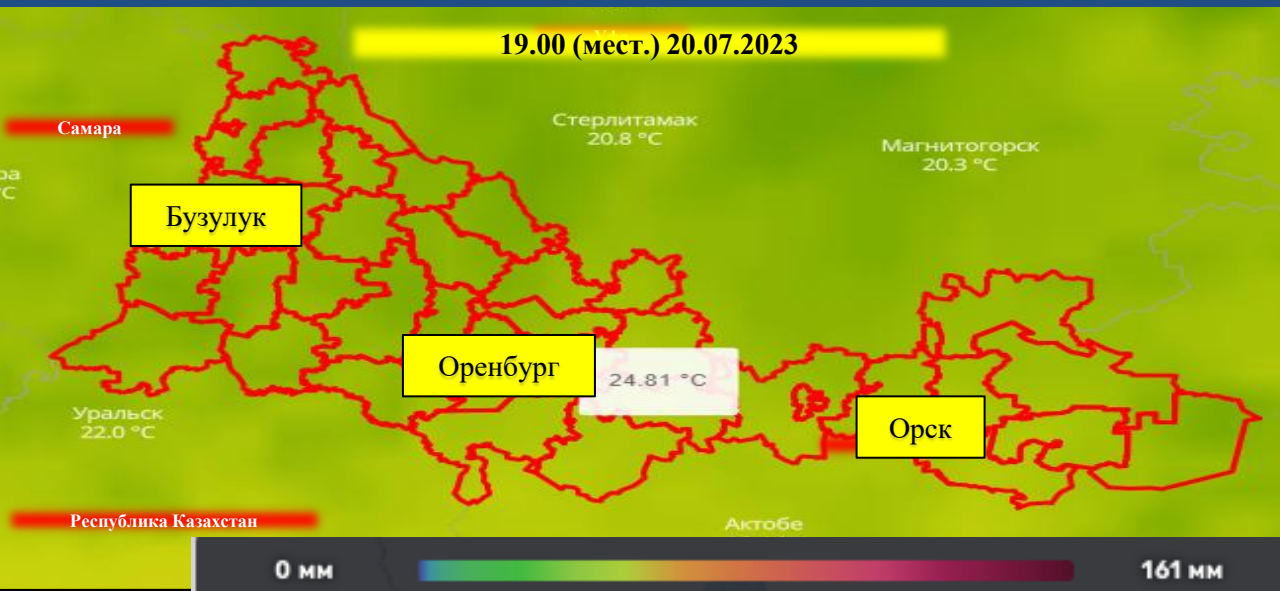 19.00 (мест.) 20.07.2023
Самара
Стерлитамак
20.8 °C
Магнитогорск
20.3 °C
ра
°C
Бузулук
Оренбург
24.81 °C
Уральск
22.0 °C
Орск
Республика Казахстан
Актобе
0 мм
161 мм